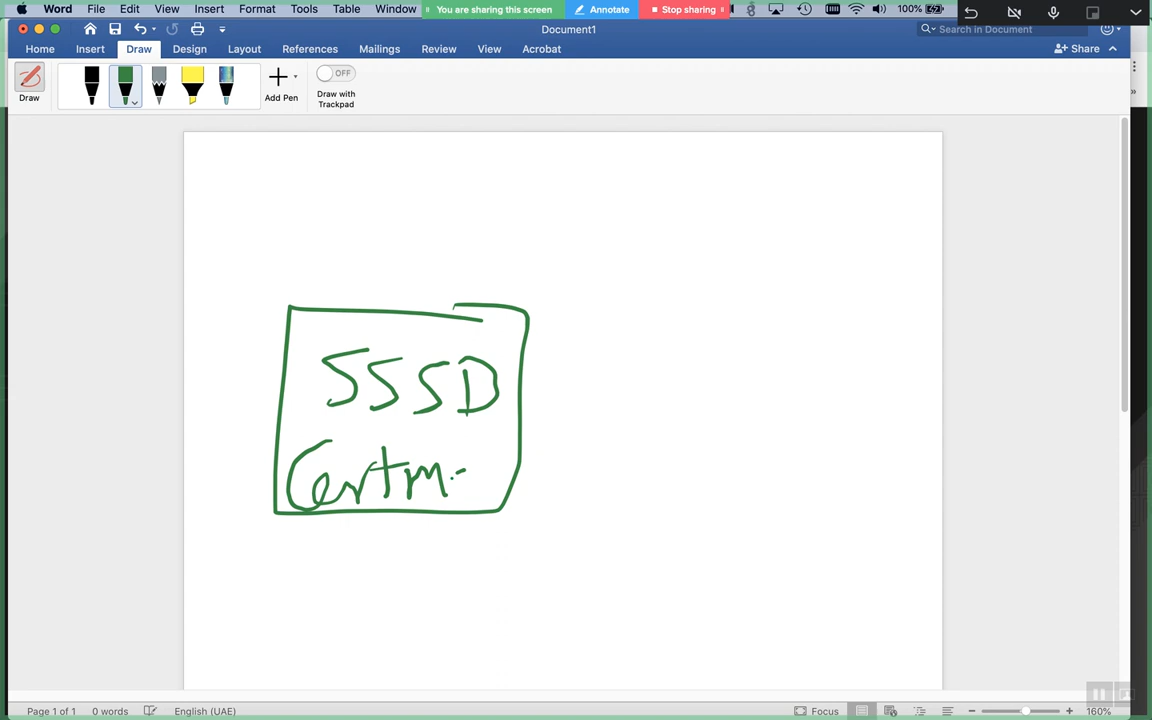 Word File Edit View Insert Format Tools Table Window You are sharing this screen Annotate Stop sharing 100%
Document1 Search in Document
Home Insert Draw Design Layout References Mailings Review View Acrobat Share
OFF
Draw Add Pen Draw with
Trackpad
SSSD
Certm.-
Page 1 of 1 0 words English (UAE) Focus 160%